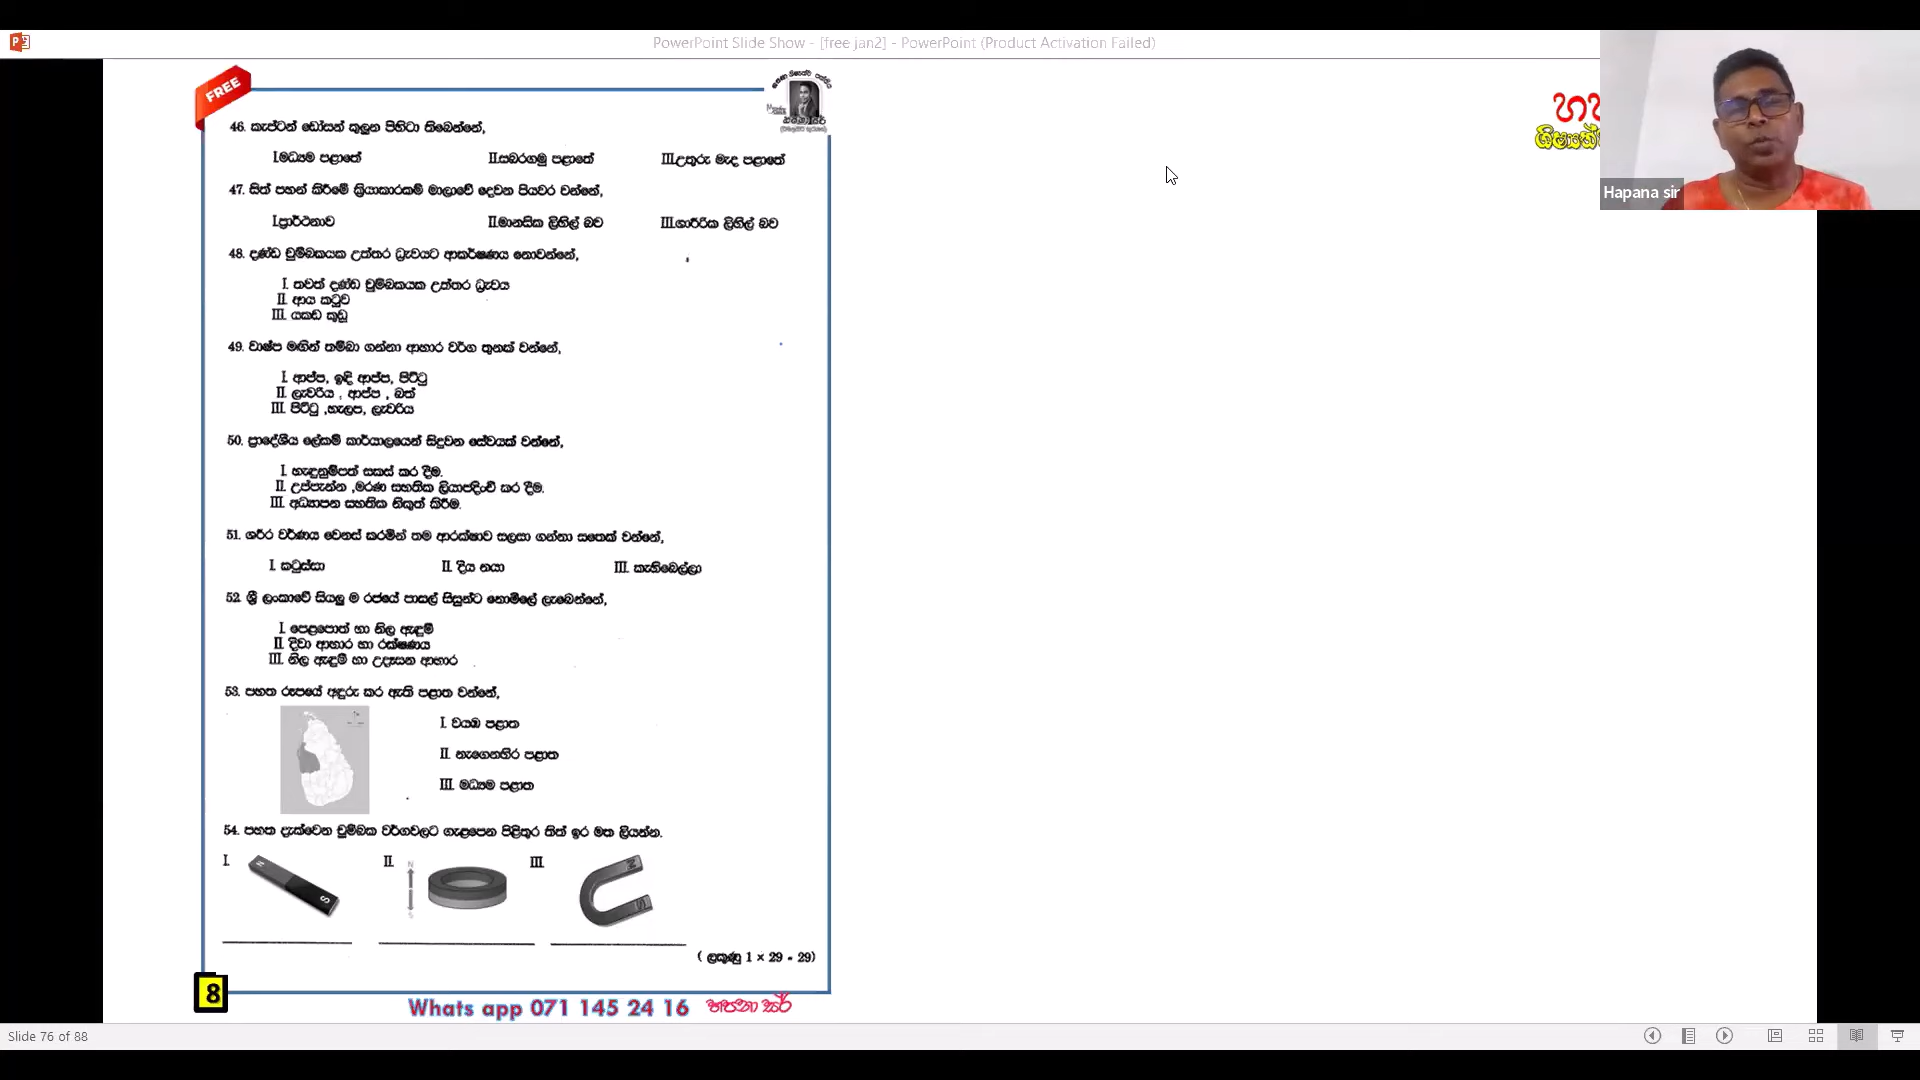 PowerPoint Slide Show - [free jan2] - PowerPoint (Product Activation Failed)
FREE
46. කැප්ටන් ඩෝසන් කුලුන පිහිටා තිබෙන්නේ,
I.මධ්‍යම පළාතේ II.සබරගමු පළාතේ III.උතුරු මැද පළාතේ
47. සිත් පහන් කිරීමේ ක්‍රියාකාරකම් මාලාවේ දෙවන පියවර වන්නේ,
I.ප්‍රාර්ථනාව II.මානසික ලිහිල් බව III.ශාරීරික ලිහිල් බව
48. දණ්ඩ චුම්බකයක උත්තර ධ්‍රැවයට ආකර්ෂණය නොවන්නේ,
I. තවත් දණ්ඩ චුම්බකයක උත්තර ධ්‍රැවය
II. ආය කටුව
III. යකඩ කුඩු
49. වාෂ්ප මගින් තම්බා ගන්නා ආහාර වර්ග තුනක් වන්නේ,
I. ආප්ප, ඉඳි ආප්ප, පිට්ටු
II. ලැවරිය , ආප්ප , බත්
III. පිට්ටු ,හැලප, ලැවරිය
50. ප්‍රාදේශීය ලේකම් කාර්යාලයෙන් සිදුවන සේවයක් වන්නේ,
I. හැඳුනුම්පත් සකස් කර දීම.
II. උප්පැන්න ,මරණ සහතික ලියාපදිංචි කර දීම.
III. අධ්‍යාපන සහතික නිකුත් කිරීම.
51. ශරීර වර්ණය වෙනස් කරමින් තම ආරක්ෂාව සලසා ගන්නා සතෙක් වන්නේ,
I. කටුස්සා II. දිය නයා III. කැහිබෙල්ලා
52. ශ්‍රී ලංකාවේ සියලු ම රජයේ පාසල් සිසුන්ට නොමිලේ ලැබෙන්නේ,
I. පෙළපොත් හා නිල ඇඳුම්
II. දිවා ආහාර හා රක්ෂණය
III. නිල ඇඳුම් හා උදෑසන ආහාර
53. පහත රූපයේ අඳුරු කර ඇති පළාත වන්නේ,
I. වයඹ පළාත
II. නැගෙනහිර පළාත
III. මධ්‍යම පළාත
54. පහත දැක්වෙන චුම්බක වර්ගවලට ගැළපෙන පිළිතුර තිත් ඉර මත ලියන්න.
I. II. III.
N S N S N S
( ලකුණු 1 × 29 = 29)
8
Whats app 071 145 24 16 හපනා සර්
Hapana sir
Slide 76 of 88